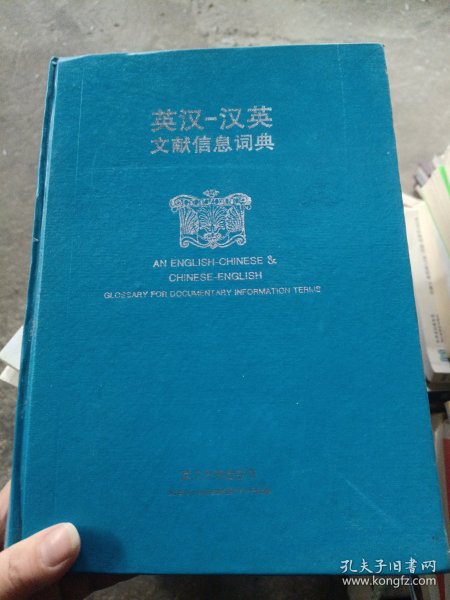 英汉-汉英
文献信息词典
AN ENGLISH-CHINESE &
CHINESE-ENGLISH
GLOSSARY FOR DOCUMENTARY INFORMATION TERMS
孔夫子旧书网
www.kongfz.com